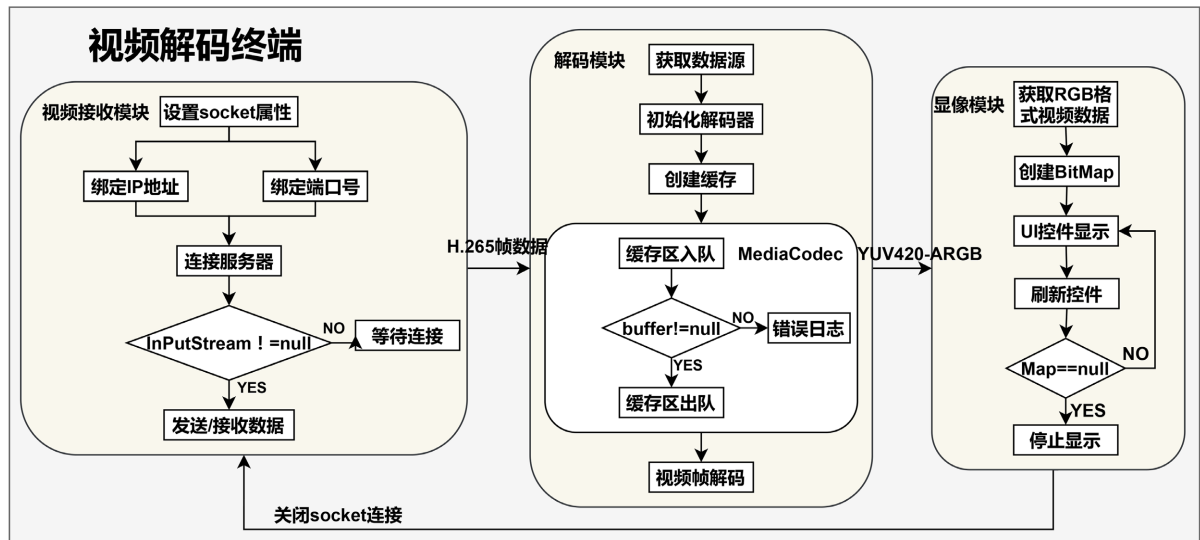 视频解码终端
视频接收模块
设置socket属性
绑定IP地址
绑定端口号
连接服务器
InPutStream！=null
NO
等待连接
YES
发送/接收数据
H.265帧数据
解码模块
获取数据源
初始化解码器
创建缓存
缓存区入队
MediaCodec
buffer!=null
NO
错误日志
YES
缓存区出队
视频帧解码
YUV420-ARGB
显像模块
获取RGB格
式视频数据
创建BitMap
UI控件显示
刷新控件
Map==null
NO
YES
停止显示
关闭socket连接